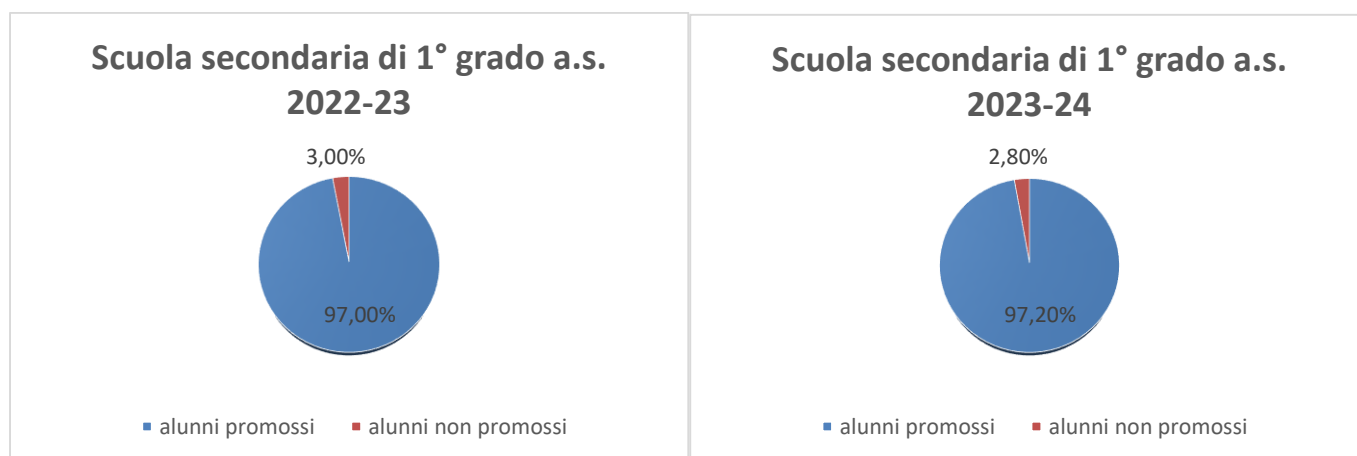 Scuola secondaria di 1° grado a.s.
2022-23
3,00%
97,00%
alunni promossi alunni non promossi
Scuola secondaria di 1° grado a.s.
2023-24
2,80%
97,20%
alunni promossi alunni non promossi